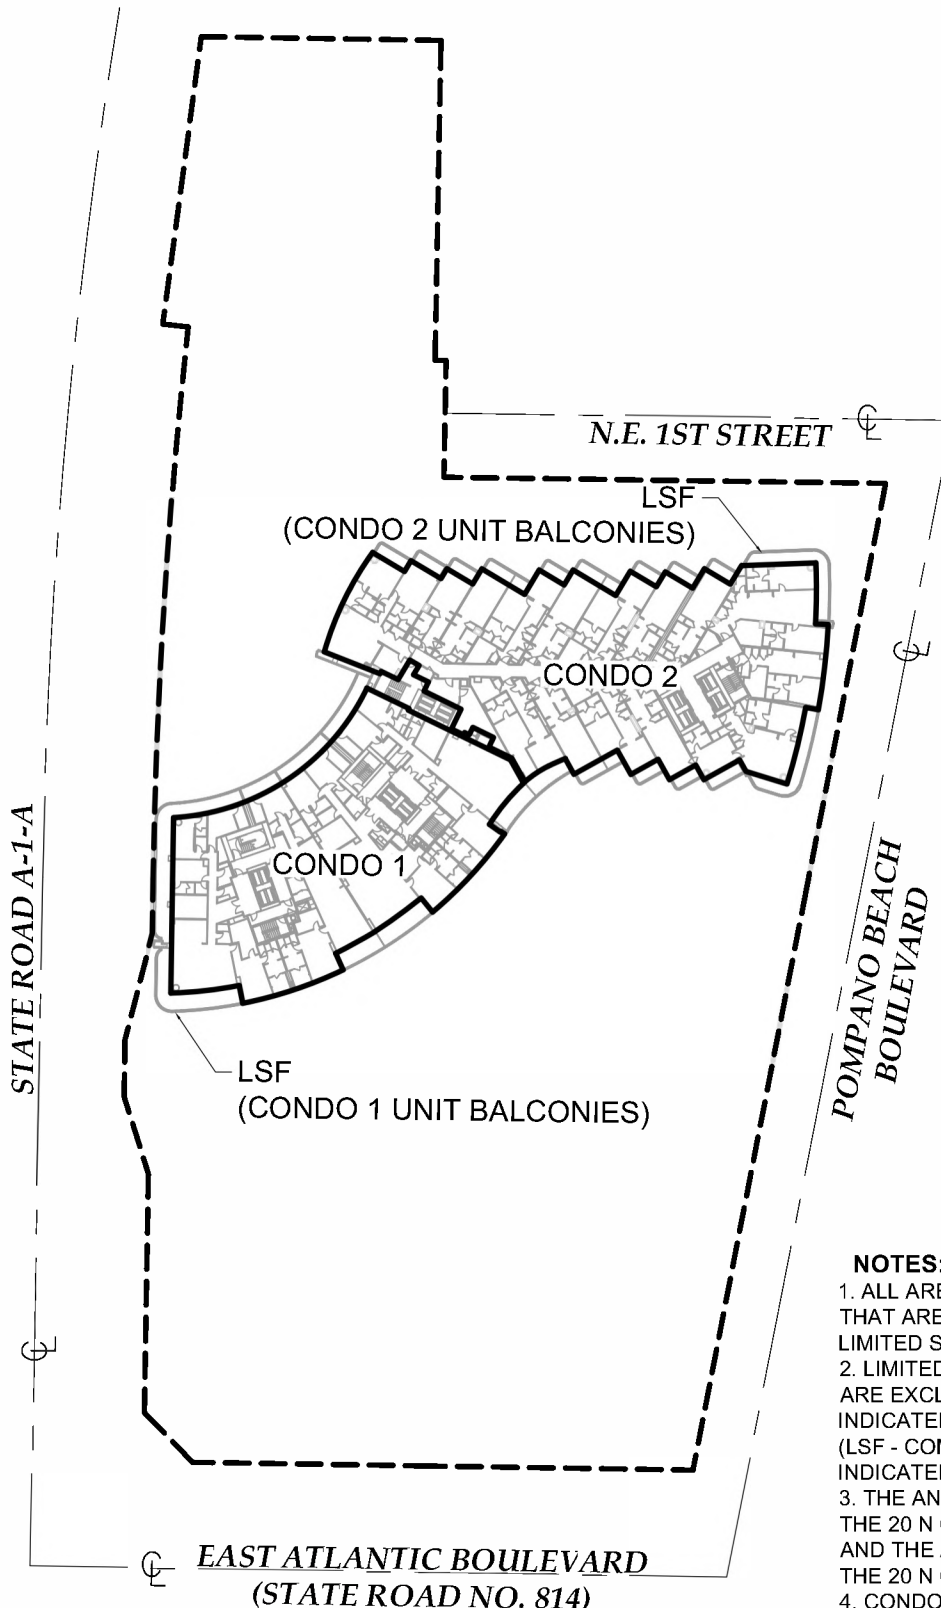 N.E. 1ST STREET
LSF
(CONDO 2 UNIT BALCONIES)
CONDO 2
CONDO 1
STATE ROAD A-1-A
POMPANO BEACH
BOULEVARD
LSF
(CONDO 1 UNIT BALCONIES)
NOTES:
1. ALL ARE
THAT ARE
LIMITED S
2. LIMITED
ARE EXCL
INDICATE
(LSF - CO
INDICATE
3. THE AN
THE 20 N
AND THE
THE 20 N
4. CONDO
EAST ATLANTIC BOULEVARD
(STATE ROAD NO. 814)